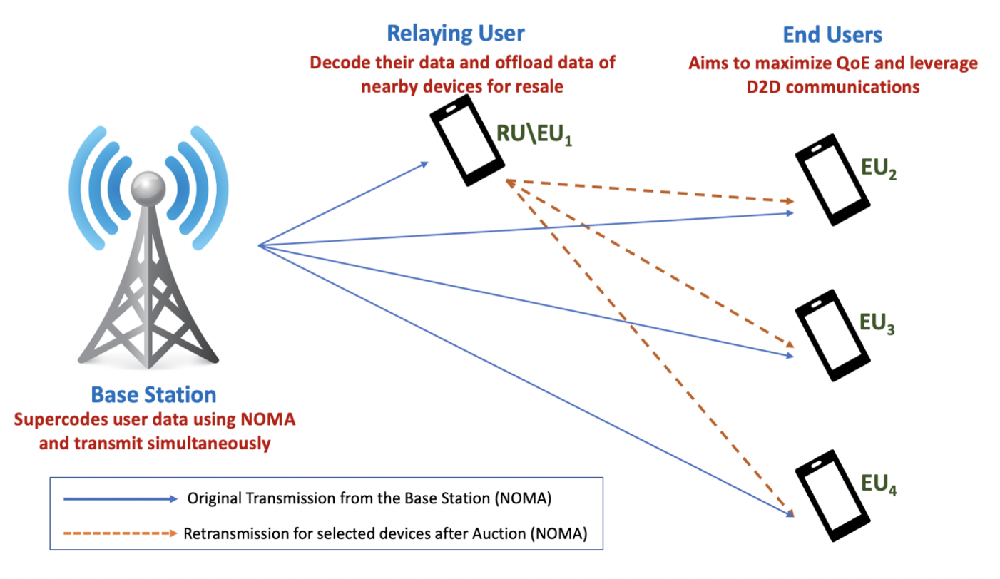 Relaying User
Decode their data and offload data of
nearby devices for resale
End Users
Aims to maximize QoE and leverage
D2D communications
RU\EU₁
EU₂
EU₃
EU₄
Base Station
Supercodes user data using NOMA
and transmit simultaneously
Original Transmission from the Base Station (NOMA)
Retransmission for selected devices after Auction (NOMA)